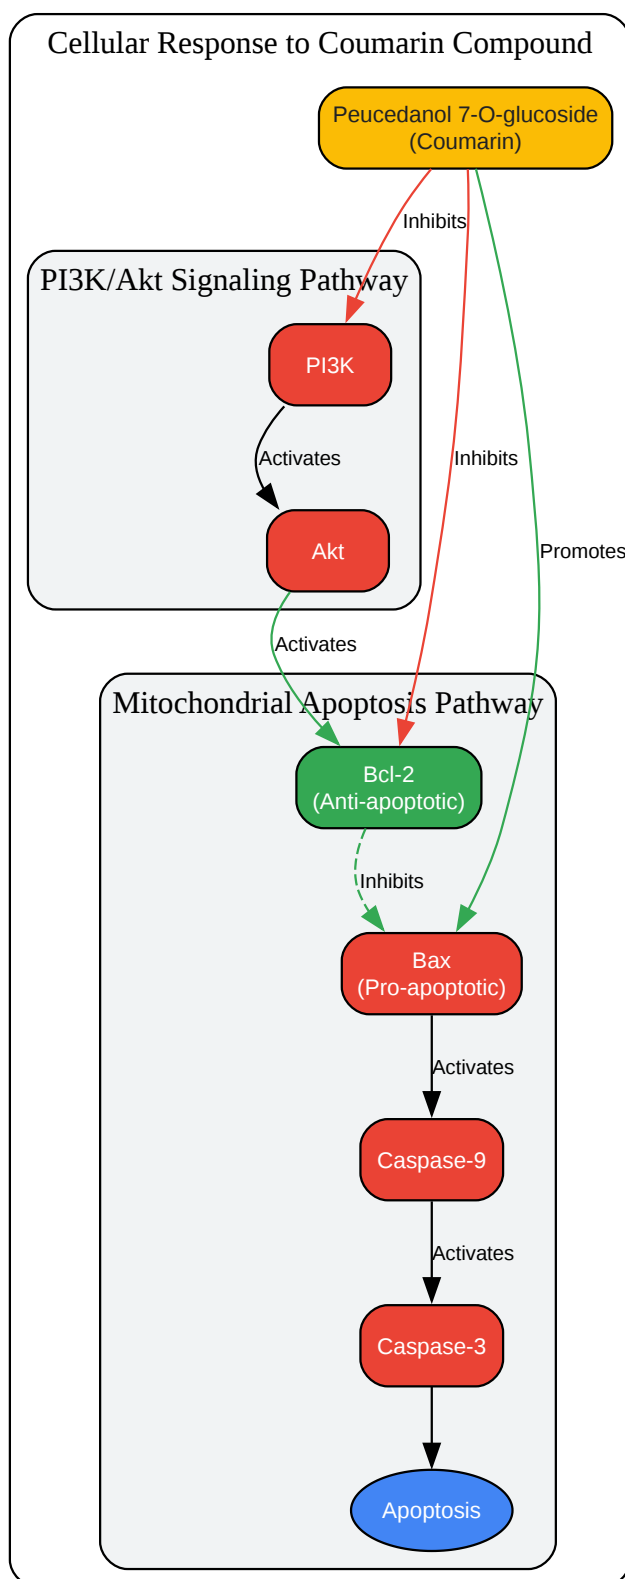 Cellular Response to Coumarin Compound
Peucedanol 7-O-glucoside
(Coumarin)
Inhibits
PI3K/Akt Signaling Pathway
PI3K
Activates
Inhibits
Akt
Promotes
Activates
Mitochondrial Apoptosis Pathway
Bcl-2
(Anti-apoptotic)
Inhibits
Bax
(Pro-apoptotic)
Activates
Caspase-9
Activates
Caspase-3
Apoptosis